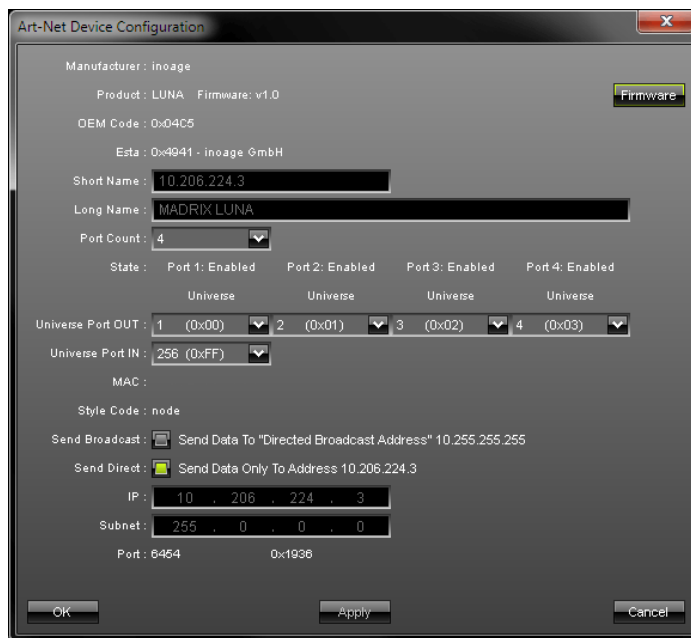 Art-Net Device Configuration
Manufacturer : inoage
Product : LUNA Firmware: v1.0 Firmware
OEM Code : 0x04C5
Esta : 0x4941 - inoage GmbH
Short Name : 10.206.224.3
Long Name : MADRIX LUNA
Port Count : 4
State : Port 1: Enabled Port 2: Enabled Port 3: Enabled Port 4: Enabled
Universe Universe Universe Universe
Universe Port OUT : 1 (0x00) 2 (0x01) 3 (0x02) 4 (0x03)
Universe Port IN : 256 (0xFF)
MAC :
Style Code : node
Send Broadcast : Send Data To "Directed Broadcast Address" 10.255.255.255
Send Direct : Send Data Only To Address 10.206.224.3
IP : 10 . 206 . 224 . 3
Subnet : 255 . 0 . 0 . 0
Port : 6454 0x1936
OK Apply Cancel